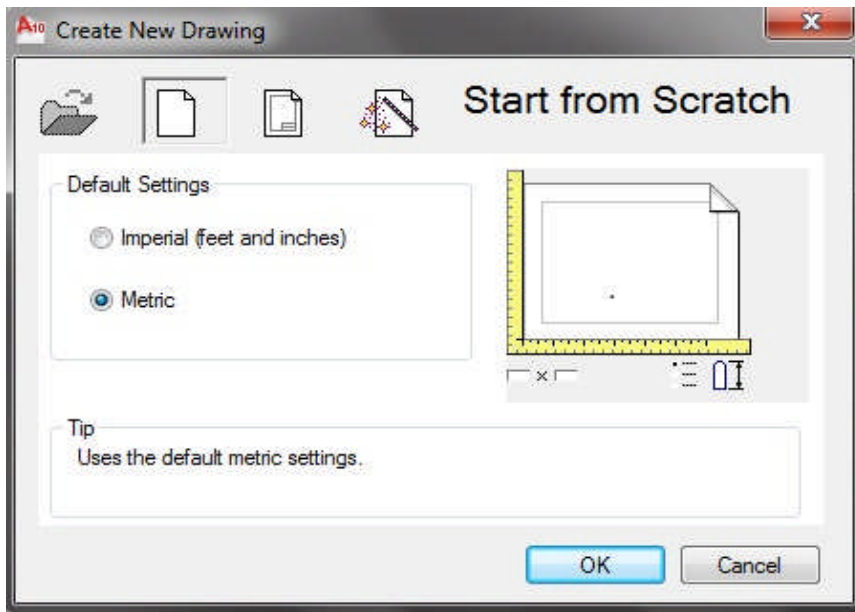 A10 Create New Drawing
Start from Scratch
Default Settings
Imperial (feet and inches)
Metric
Tip
Uses the default metric settings.
OK Cancel